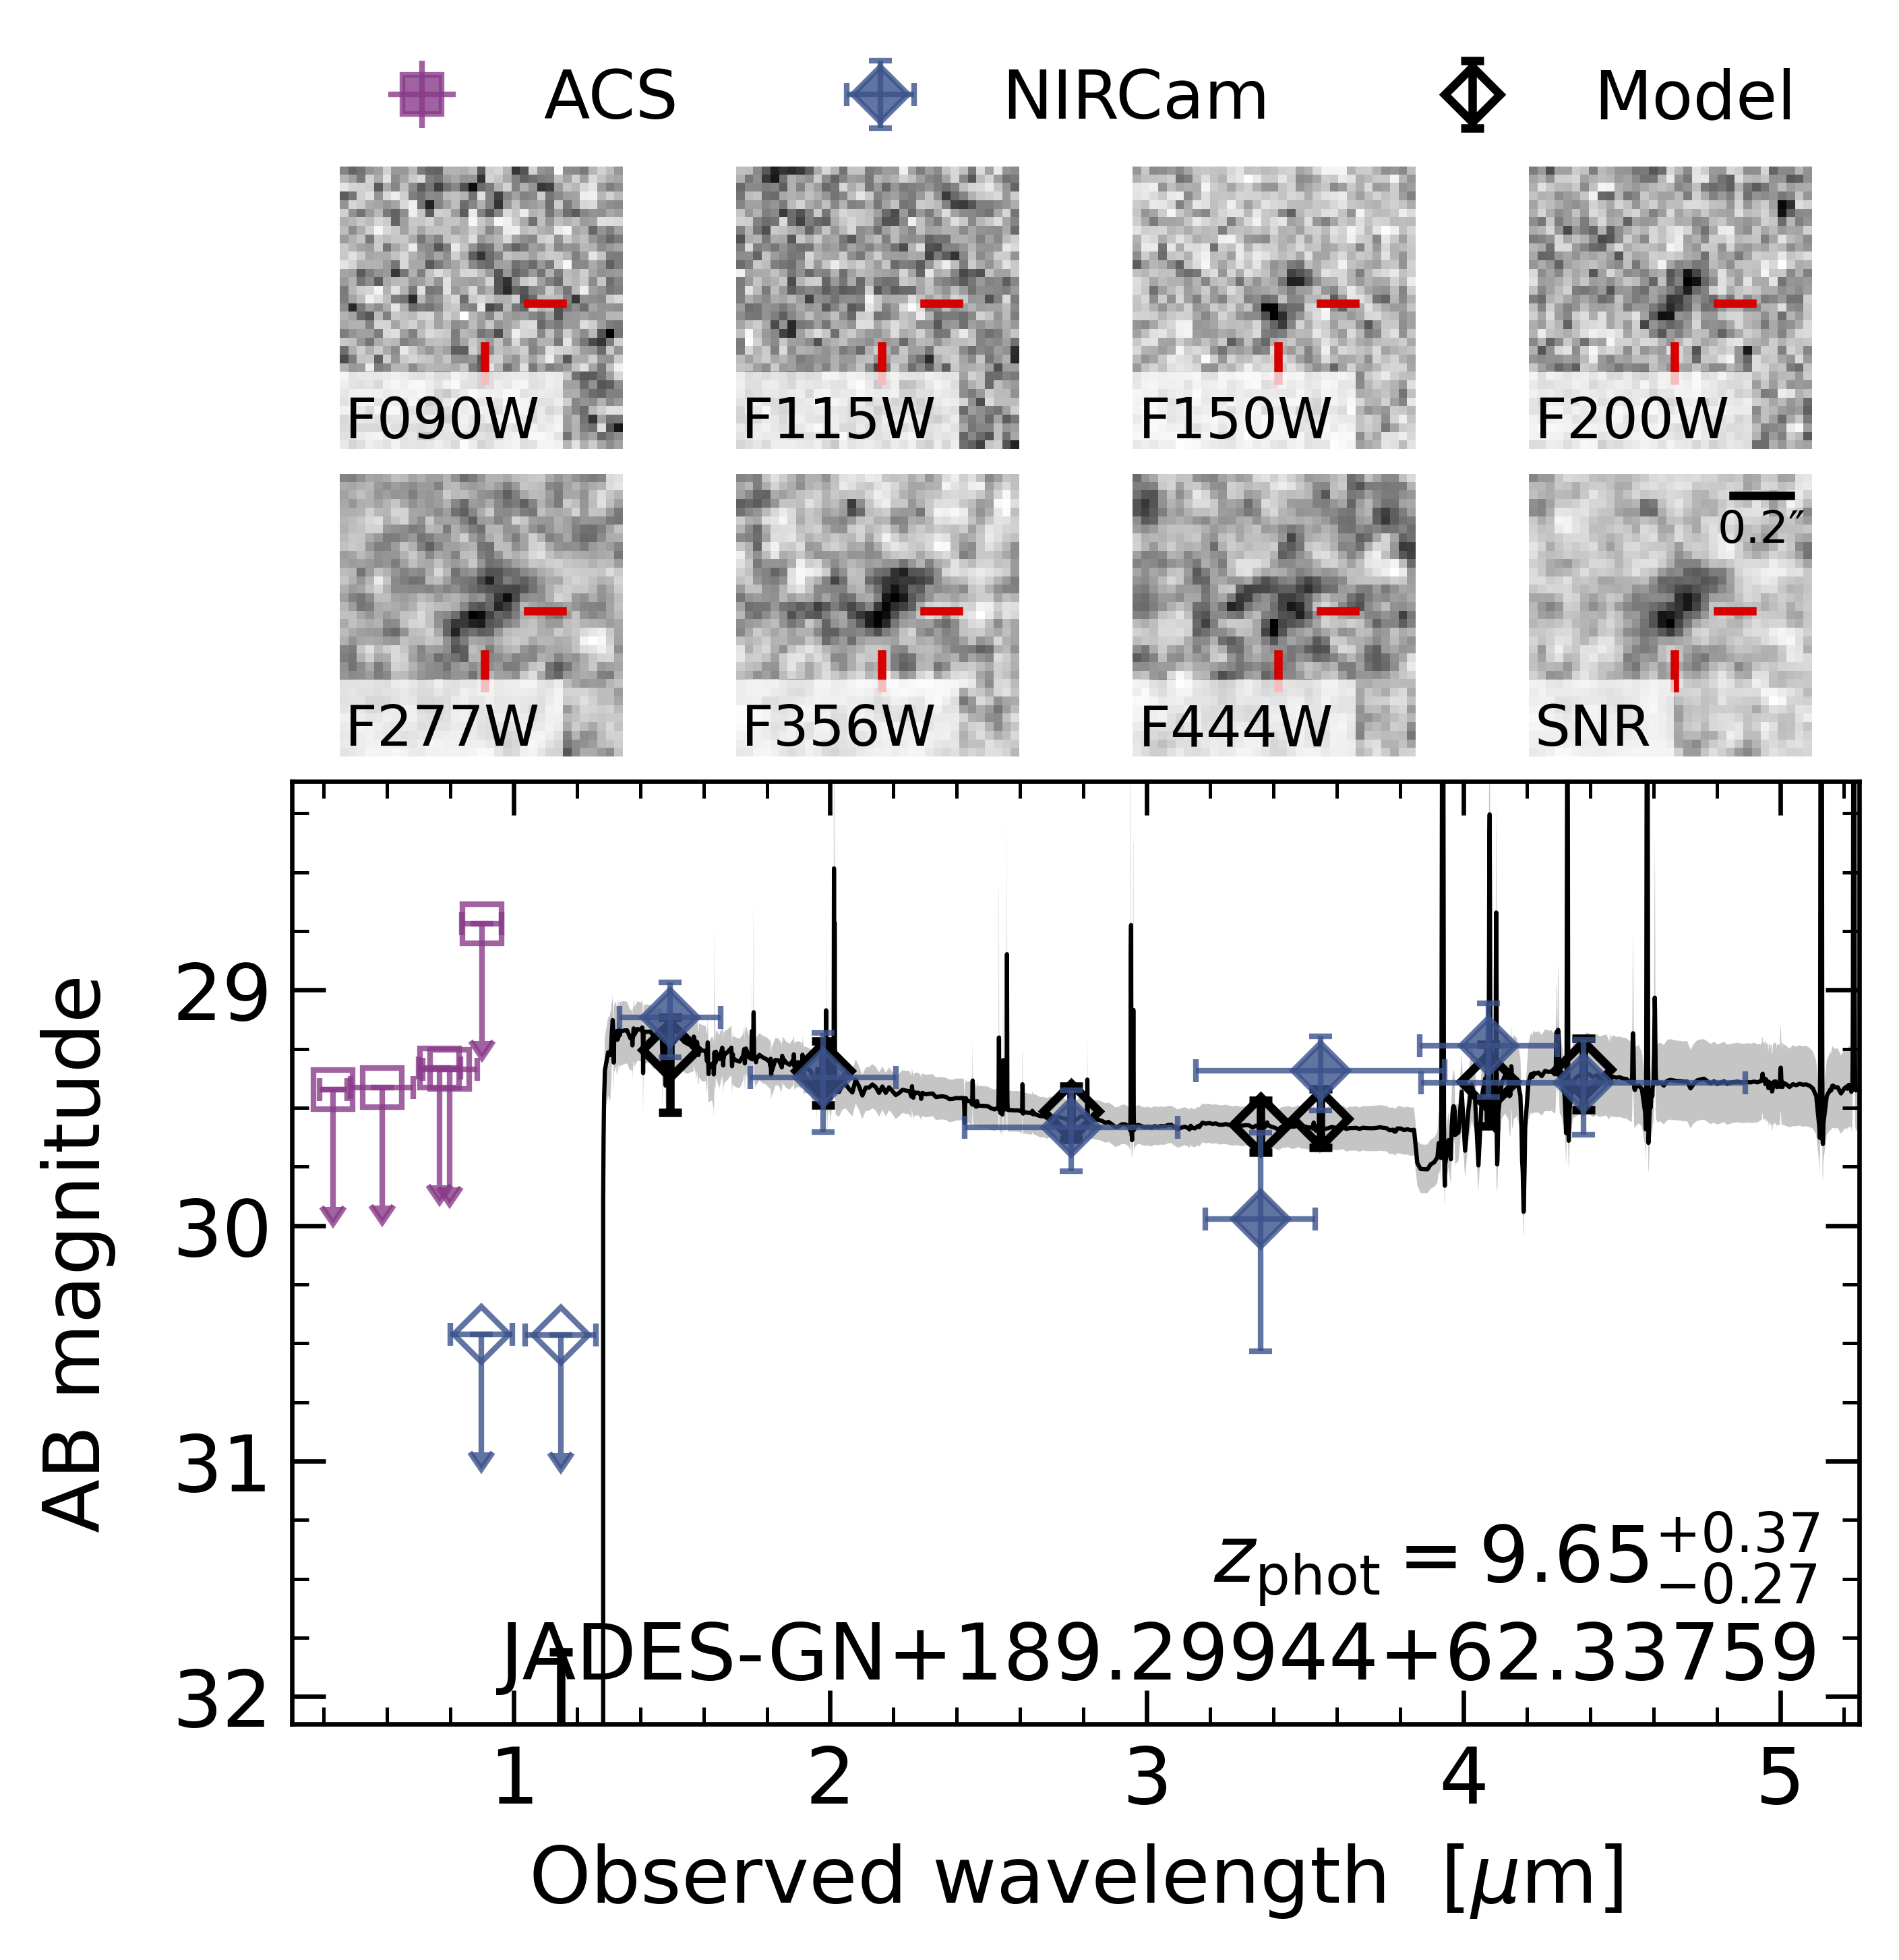 ACS NIRCam Model
F090W F115W F150W F200W
0.2″
F277W F356W F444W SNR
AB magnitude
29
30
31
32
z_phot = 9.65 +0.37 −0.27
JADES-GN+189.29944+62.33759
1 2 3 4 5
Observed wavelength [μm]